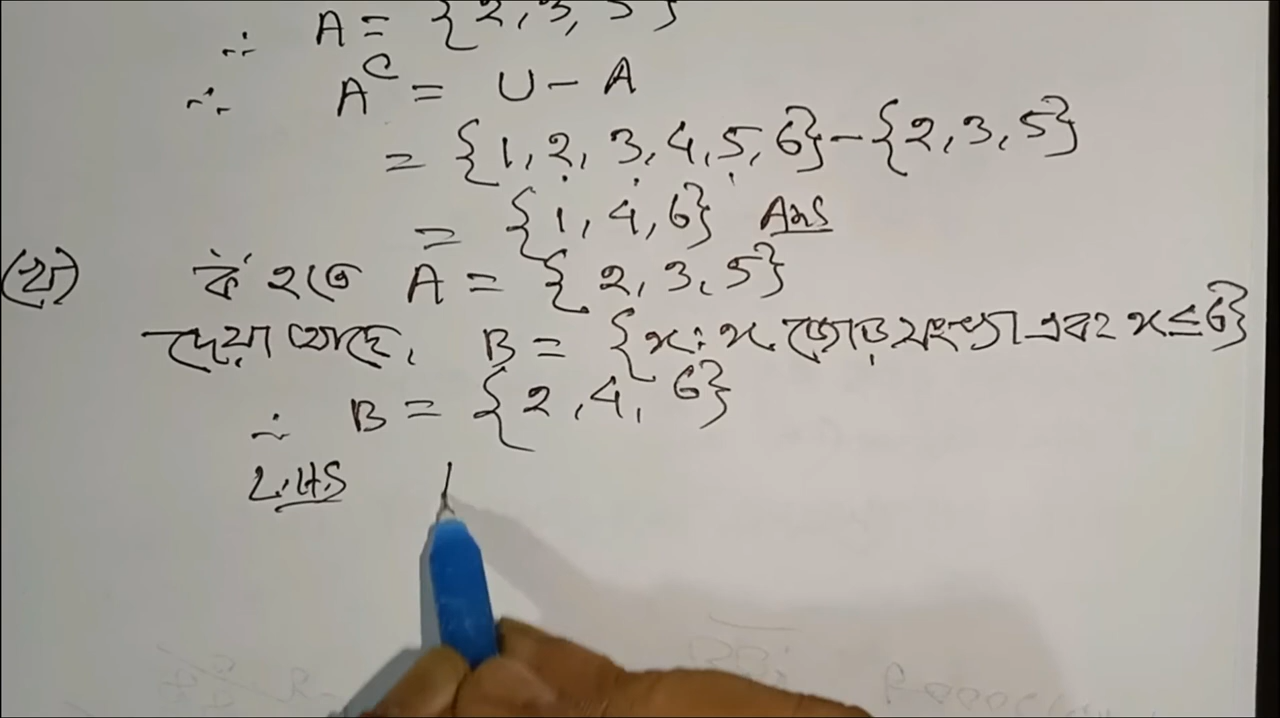 ∴ A = {2, 3, 5}
∴ A^C = U - A
= {1, 2, 3, 4, 5, 6} - {2, 3, 5}
= {1, 4, 6} Ans
(খ) 'ক' হতে A = {2, 3, 5}
দেয়া আছে, B = {x : x জোড় সংখ্যা এবং x ≤ 6}
∴ B = {2, 4, 6}
L.H.S